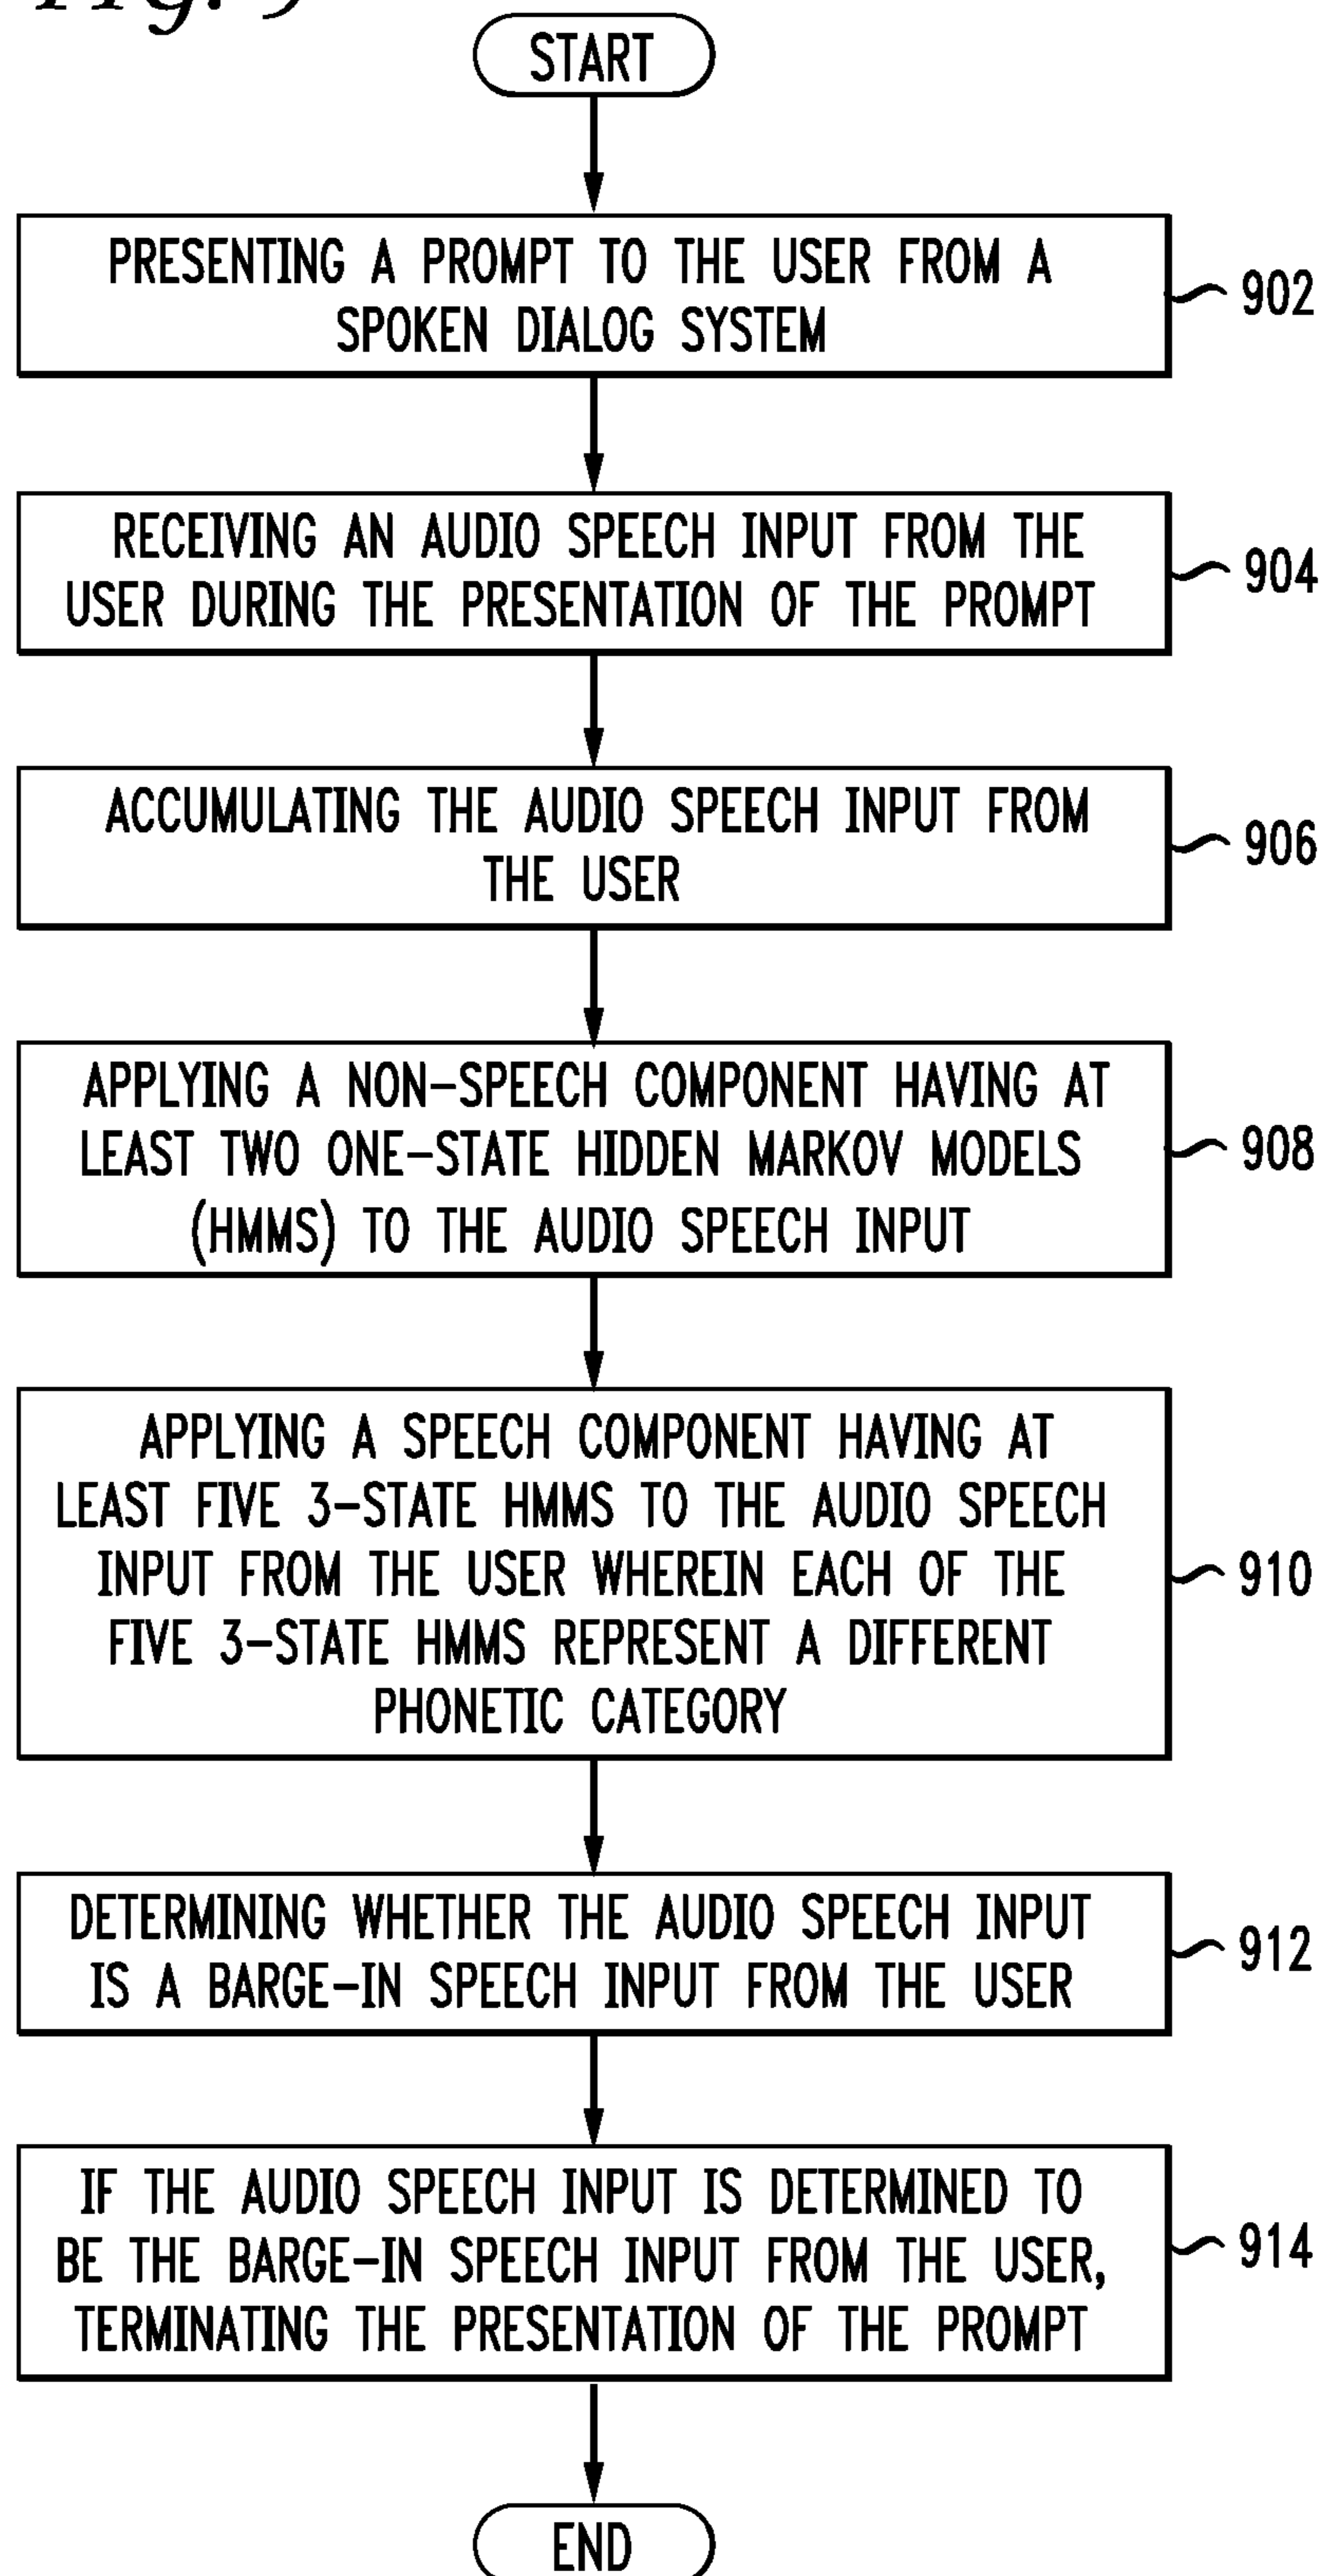 Fig. 9
START
PRESENTING A PROMPT TO THE USER FROM A
SPOKEN DIALOG SYSTEM
902
RECEIVING AN AUDIO SPEECH INPUT FROM THE
USER DURING THE PRESENTATION OF THE PROMPT
904
ACCUMULATING THE AUDIO SPEECH INPUT FROM
THE USER
906
APPLYING A NON-SPEECH COMPONENT HAVING AT
LEAST TWO ONE-STATE HIDDEN MARKOV MODELS
(HMMS) TO THE AUDIO SPEECH INPUT
908
APPLYING A SPEECH COMPONENT HAVING AT
LEAST FIVE 3-STATE HMMS TO THE AUDIO SPEECH
INPUT FROM THE USER WHEREIN EACH OF THE
FIVE 3-STATE HMMS REPRESENT A DIFFERENT
PHONETIC CATEGORY
910
DETERMINING WHETHER THE AUDIO SPEECH INPUT
IS A BARGE-IN SPEECH INPUT FROM THE USER
912
IF THE AUDIO SPEECH INPUT IS DETERMINED TO
BE THE BARGE-IN SPEECH INPUT FROM THE USER,
TERMINATING THE PRESENTATION OF THE PROMPT
914
END